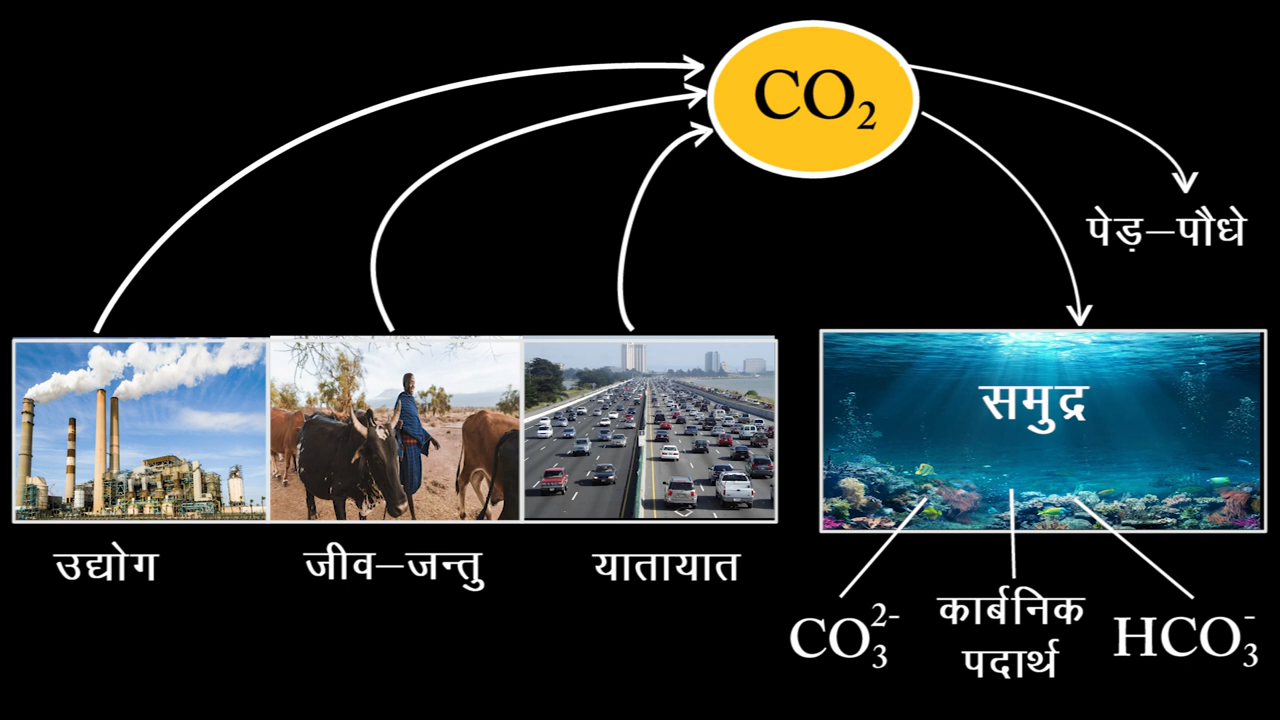 CO₂
पेड़–पौधे
समुद्र
उद्योग
जीव–जन्तु
यातायात
CO₃²⁻
कार्बनिक
पदार्थ
HCO₃⁻